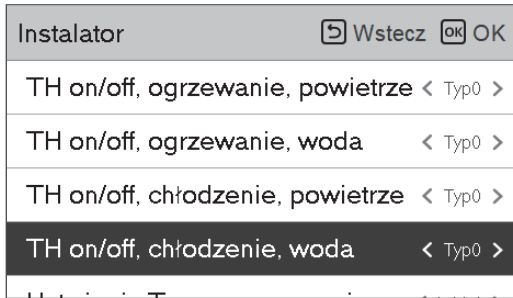 Instalator Wstecz OK OK
TH on/off, ogrzewanie, powietrze < Typ0 >
TH on/off, ogrzewanie, woda < Typ0 >
TH on/off, chłodzenie, powietrze < Typ0 >
TH on/off, chłodzenie, woda < Typ0 >